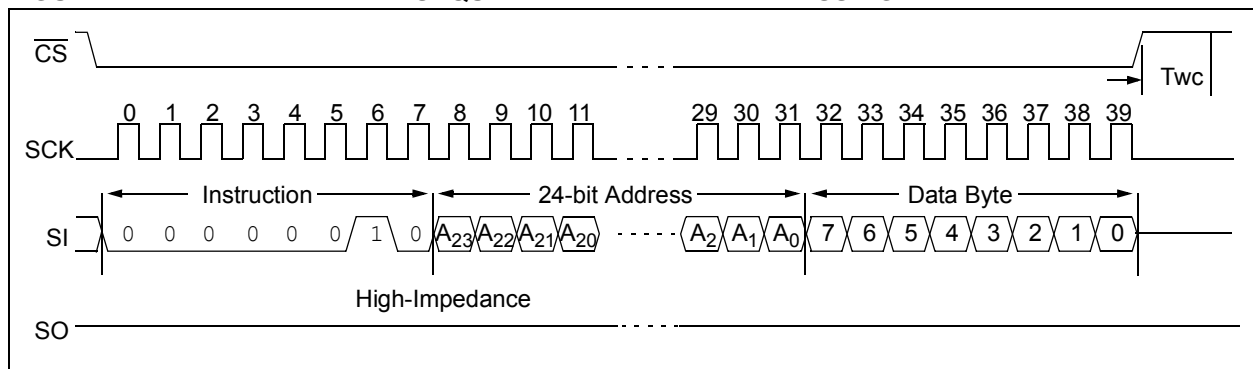 CS
Twc
0 1 2 3 4 5 6 7 8 9 10 11 29 30 31 32 33 34 35 36 37 38 39
SCK
Instruction 24-bit Address Data Byte
SI 0 0 0 0 0 0 1 0 A23 A22 A21 A20 A2 A1 A0 7 6 5 4 3 2 1 0
High-Impedance
SO